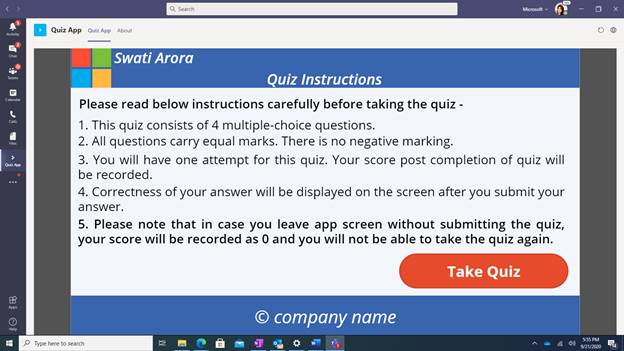 Search
Microsoft
Quiz App
Quiz App
About
Activity
Chat
Teams
Calendar
Calls
Files
Quiz App
Apps
Help
Swati Arora
Quiz Instructions
Please read below instructions carefully before taking the quiz -
1. This quiz consists of 4 multiple-choice questions.
2. All questions carry equal marks. There is no negative marking.
3. You will have one attempt for this quiz. Your score post completion of quiz will
be recorded.
4. Correctness of your answer will be displayed on the screen after you submit your
answer.
5. Please note that in case you leave app screen without submitting the quiz,
your score will be recorded as 0 and you will not be able to take the quiz again.
Take Quiz
© company name
Type here to search
5:55 PM
9/21/2020